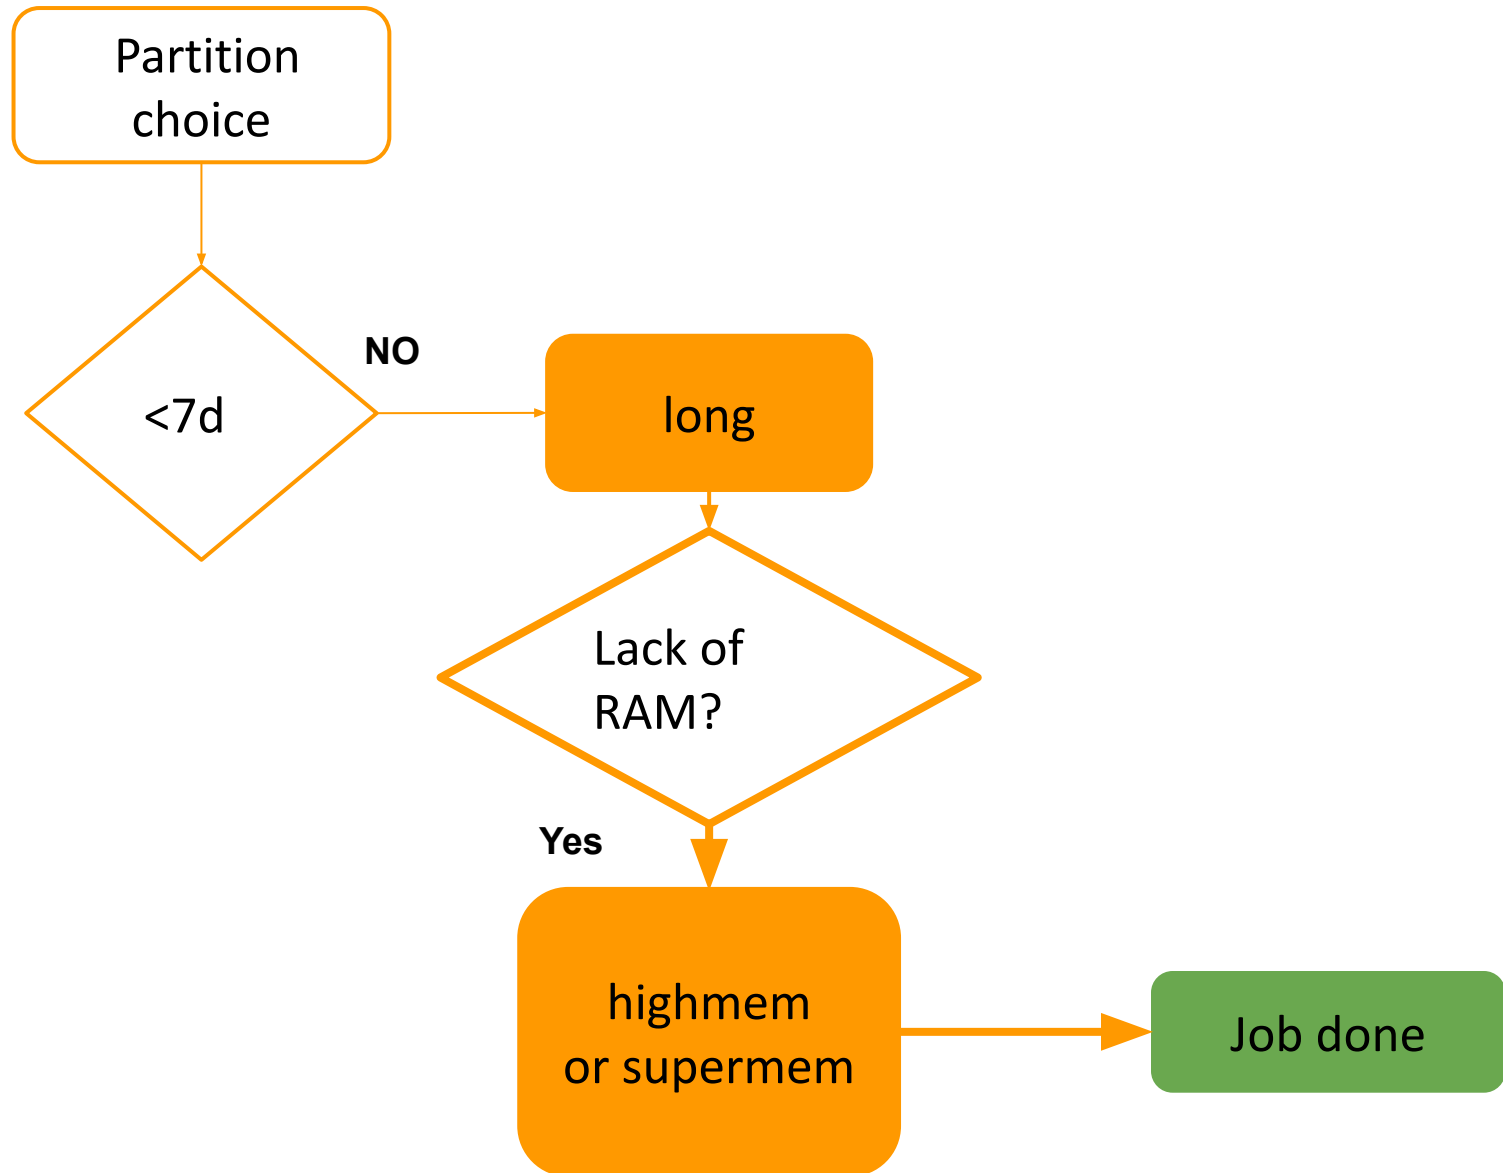 Partition
choice
NO
<7d
long
Lack of
RAM?
Yes
highmem
or supermem
Job done